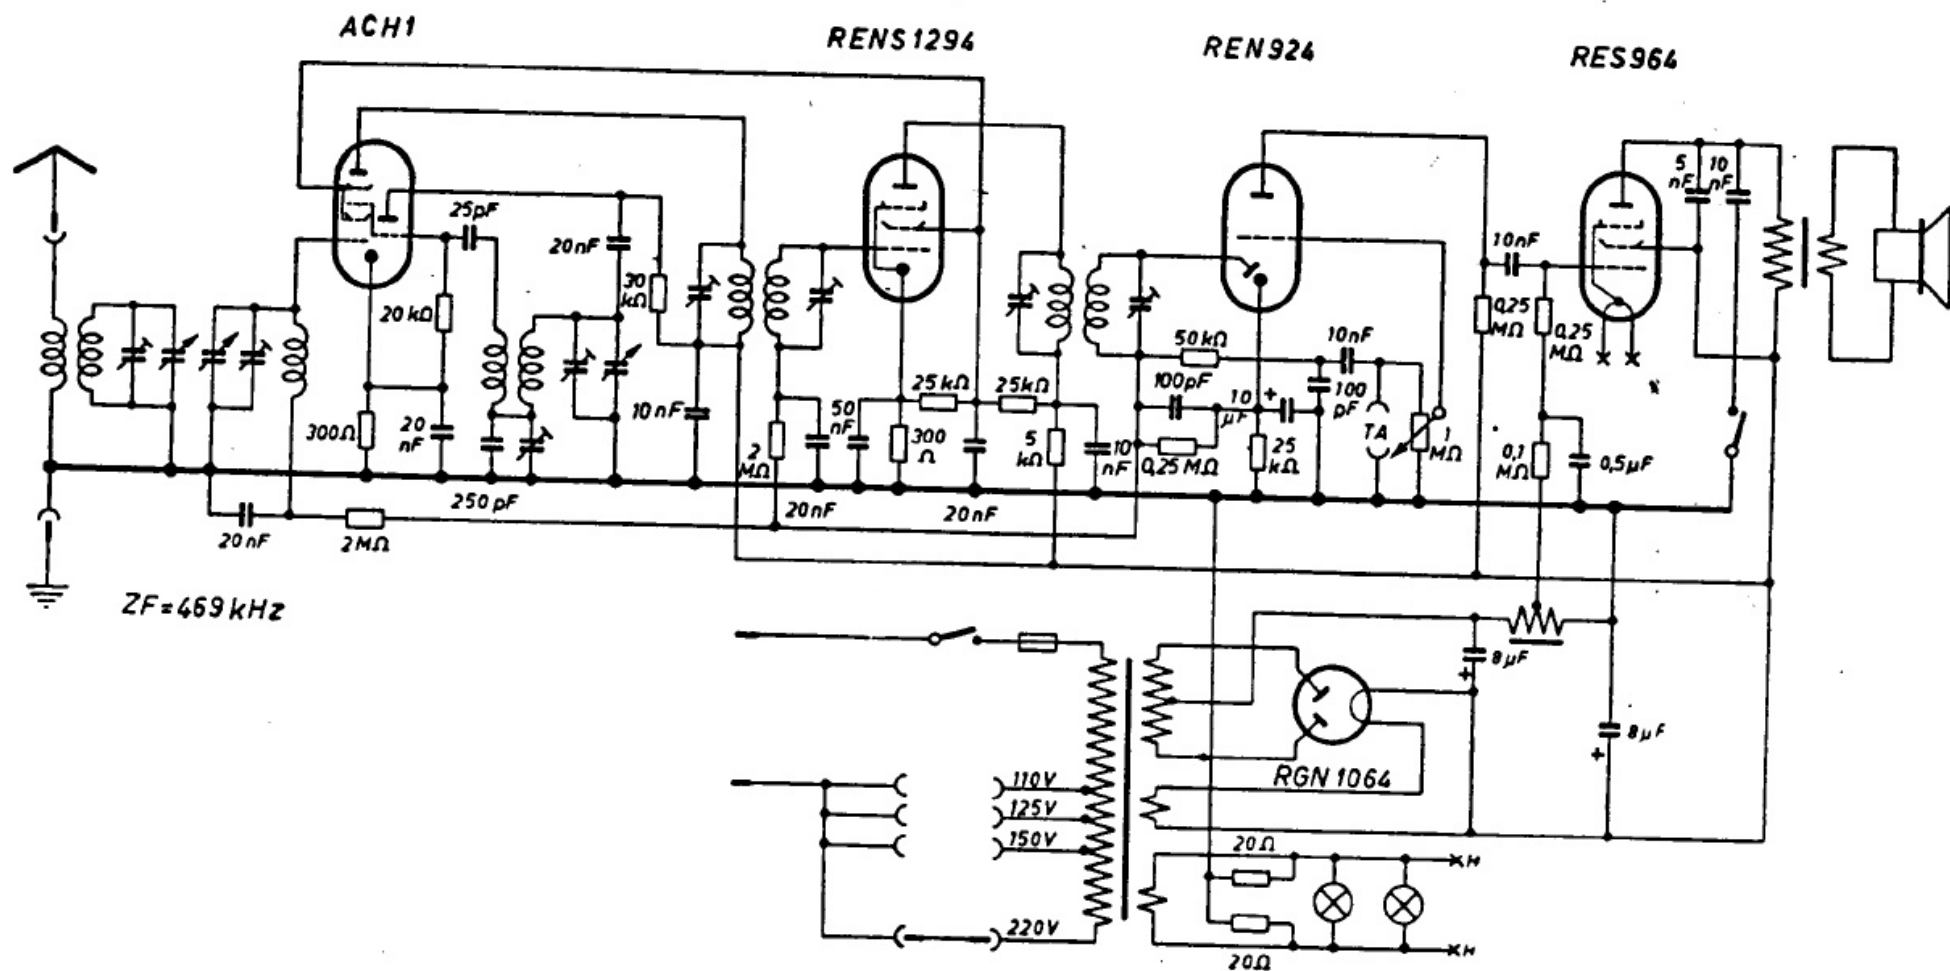 ACH1
RENS1294
REN924
RES964
25pF
20nF
30
kΩ
20kΩ
300Ω
20
nF
250pF
10nF
20nF
2MΩ
2
MΩ
50
nF
20nF
25kΩ
25kΩ
300
Ω
20nF
5
kΩ
10
nF
50kΩ
100pF
0,25MΩ
10
µF
+
25
kΩ
10nF
100
pF
TA
1
MΩ
10nF
0,25
MΩ
0,25
MΩ
0,1
MΩ
0,5µF
5
nF
10
nF
ZF=469kHz
8µF
+
8µF
+
RGN1064
110V
125V
150V
220V
20Ω
20Ω
H
H